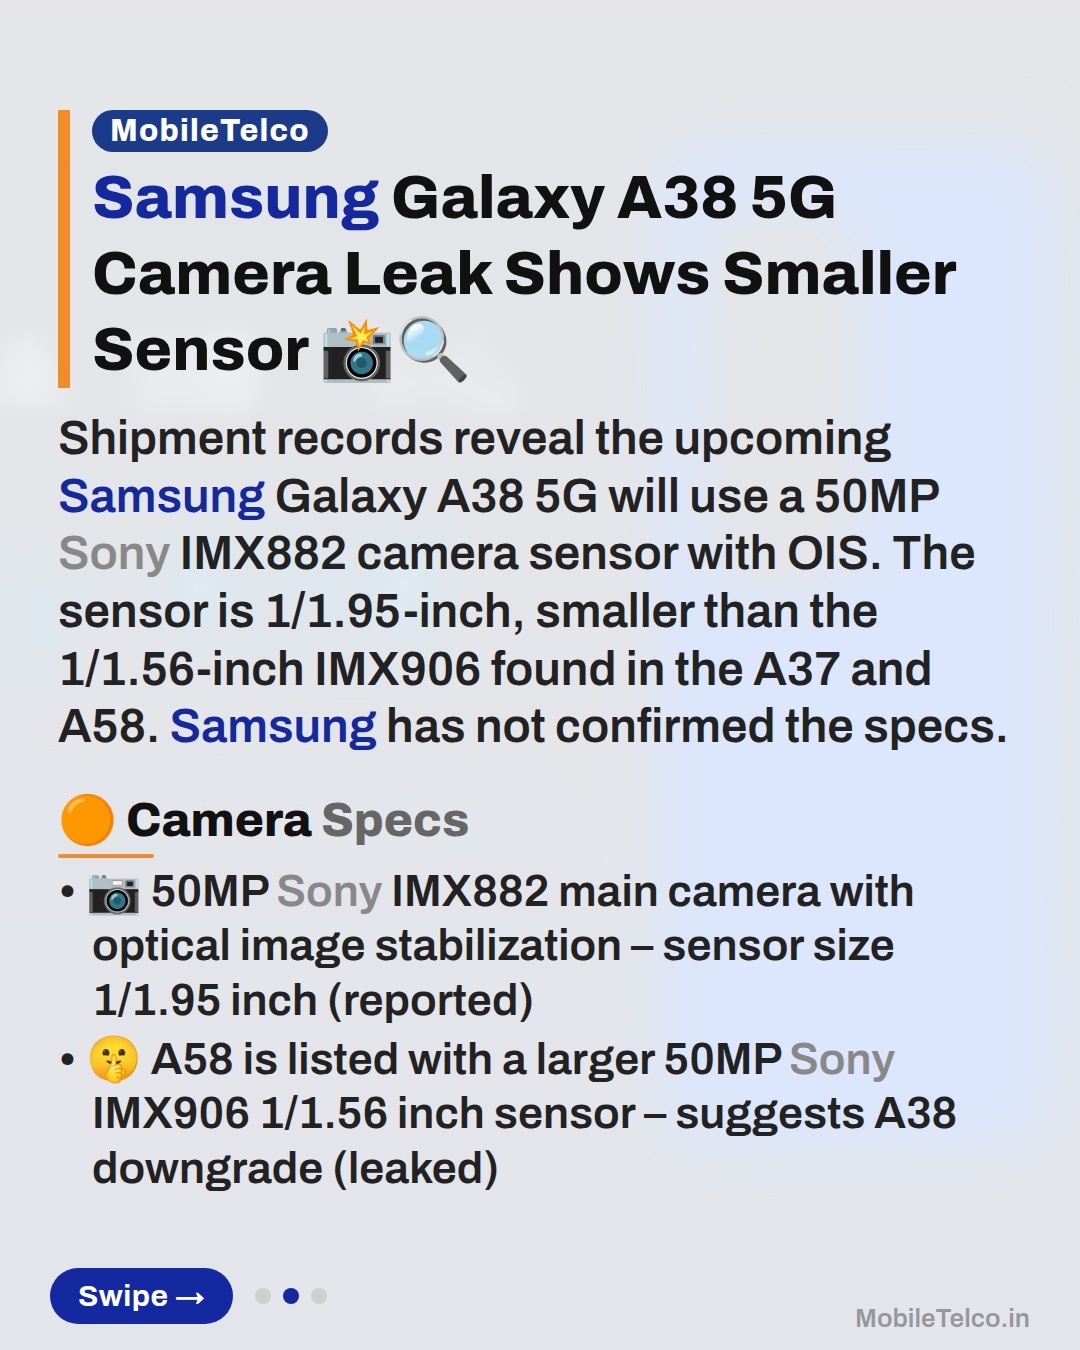 MobileTelco
Samsung Galaxy A38 5G
Camera Leak Shows Smaller
Sensor 📸🔍
Shipment records reveal the upcoming
Samsung Galaxy A38 5G will use a 50MP
Sony IMX882 camera sensor with OIS. The
sensor is 1/1.95-inch, smaller than the
1/1.56-inch IMX906 found in the A37 and
A58. Samsung has not confirmed the specs.
🟠 Camera Specs
• 📷 50MP Sony IMX882 main camera with
optical image stabilization – sensor size
1/1.95 inch (reported)
• 🤫 A58 is listed with a larger 50MP Sony
IMX906 1/1.56 inch sensor – suggests A38
downgrade (leaked)
Swipe →
MobileTelco.in